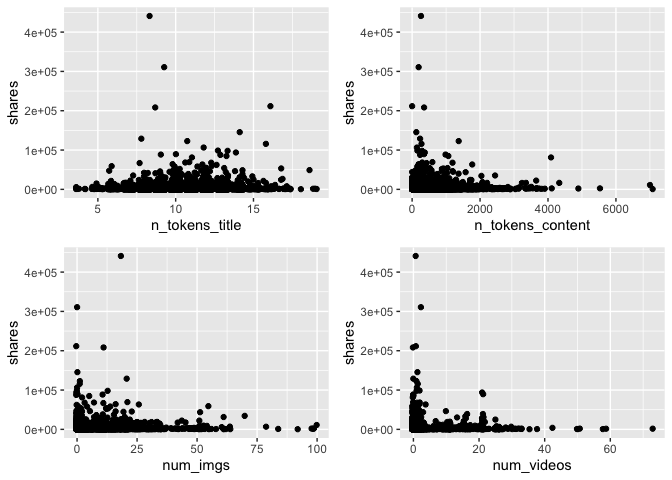 4e+05
3e+05
2e+05
1e+05
0e+00
shares
5 10 15
n_tokens_title
4e+05
3e+05
2e+05
1e+05
0e+00
shares
0 2000 4000 6000
n_tokens_content
4e+05
3e+05
2e+05
1e+05
0e+00
shares
0 25 50 75 100
num_imgs
4e+05
3e+05
2e+05
1e+05
0e+00
shares
0 20 40 60
num_videos